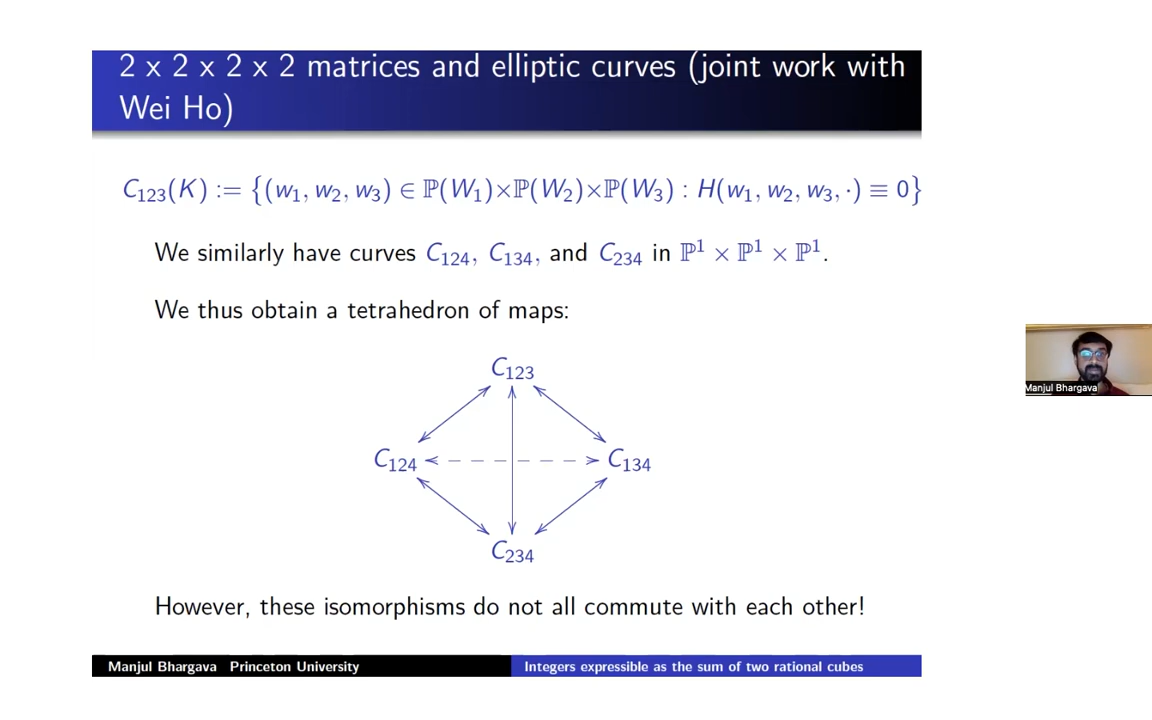 2 x 2 x 2 x 2 matrices and elliptic curves (joint work with
Wei Ho)
C₁₂₃(K) := {(w₁, w₂, w₃) ∈ ℙ(W₁)×ℙ(W₂)×ℙ(W₃) : H(w₁, w₂, w₃, ·) ≡ 0}
We similarly have curves C₁₂₄, C₁₃₄, and C₂₃₄ in ℙ¹ × ℙ¹ × ℙ¹.
We thus obtain a tetrahedron of maps:
C₁₂₃
C₁₂₄ C₁₃₄
C₂₃₄
However, these isomorphisms do not all commute with each other!
Manjul Bhargava Princeton University Integers expressible as the sum of two rational cubes
Manjul Bhargava